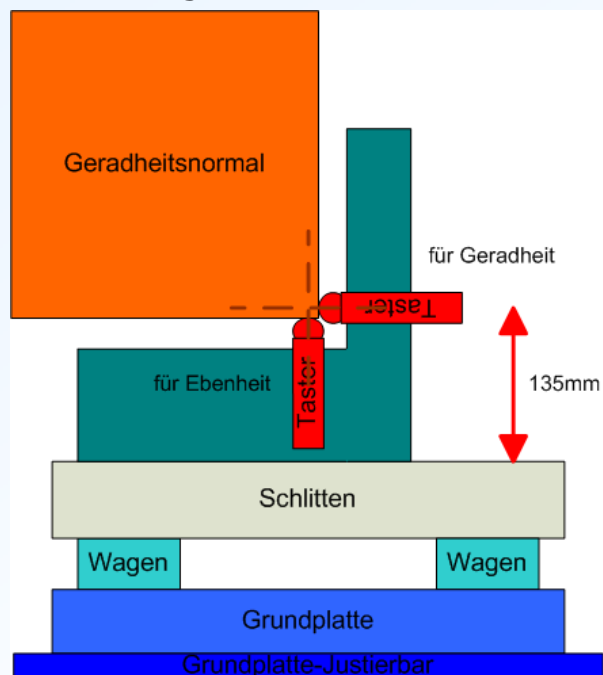 Geradheitsnormal
für Geradheit
Taster
für Ebenheit
Taster
135mm
Schlitten
Wagen
Wagen
Grundplatte
Grundplatte-Justierbar